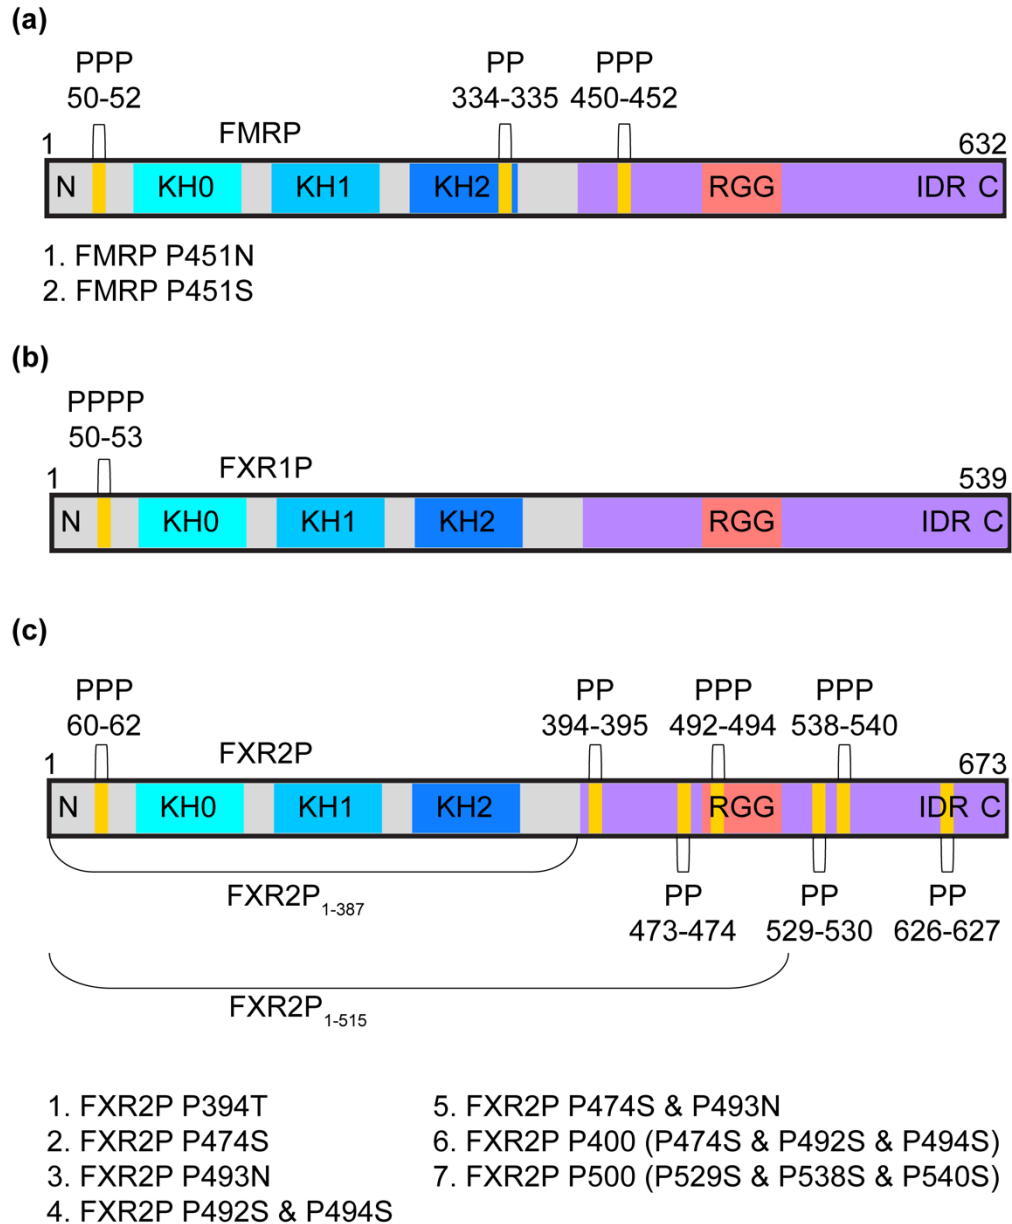 (a)
PPP PP PPP
50-52 334-335 450-452
1 FMRP 632
N KH0 KH1 KH2 RGG IDR C
1. FMRP P451N
2. FMRP P451S
(b)
PPPP
50-53
1 FXR1P 539
N KH0 KH1 KH2 RGG IDR C
(c)
PPP PP PPP PPP
60-62 394-395 492-494 538-540
1 FXR2P 673
N KH0 KH1 KH2 RGG IDR C
FXR2P1-387
PP PP PP
473-474 529-530 626-627
FXR2P1-515
1. FXR2P P394T
2. FXR2P P474S
3. FXR2P P493N
4. FXR2P P492S & P494S
5. FXR2P P474S & P493N
6. FXR2P P400 (P474S & P492S & P494S)
7. FXR2P P500 (P529S & P538S & P540S)